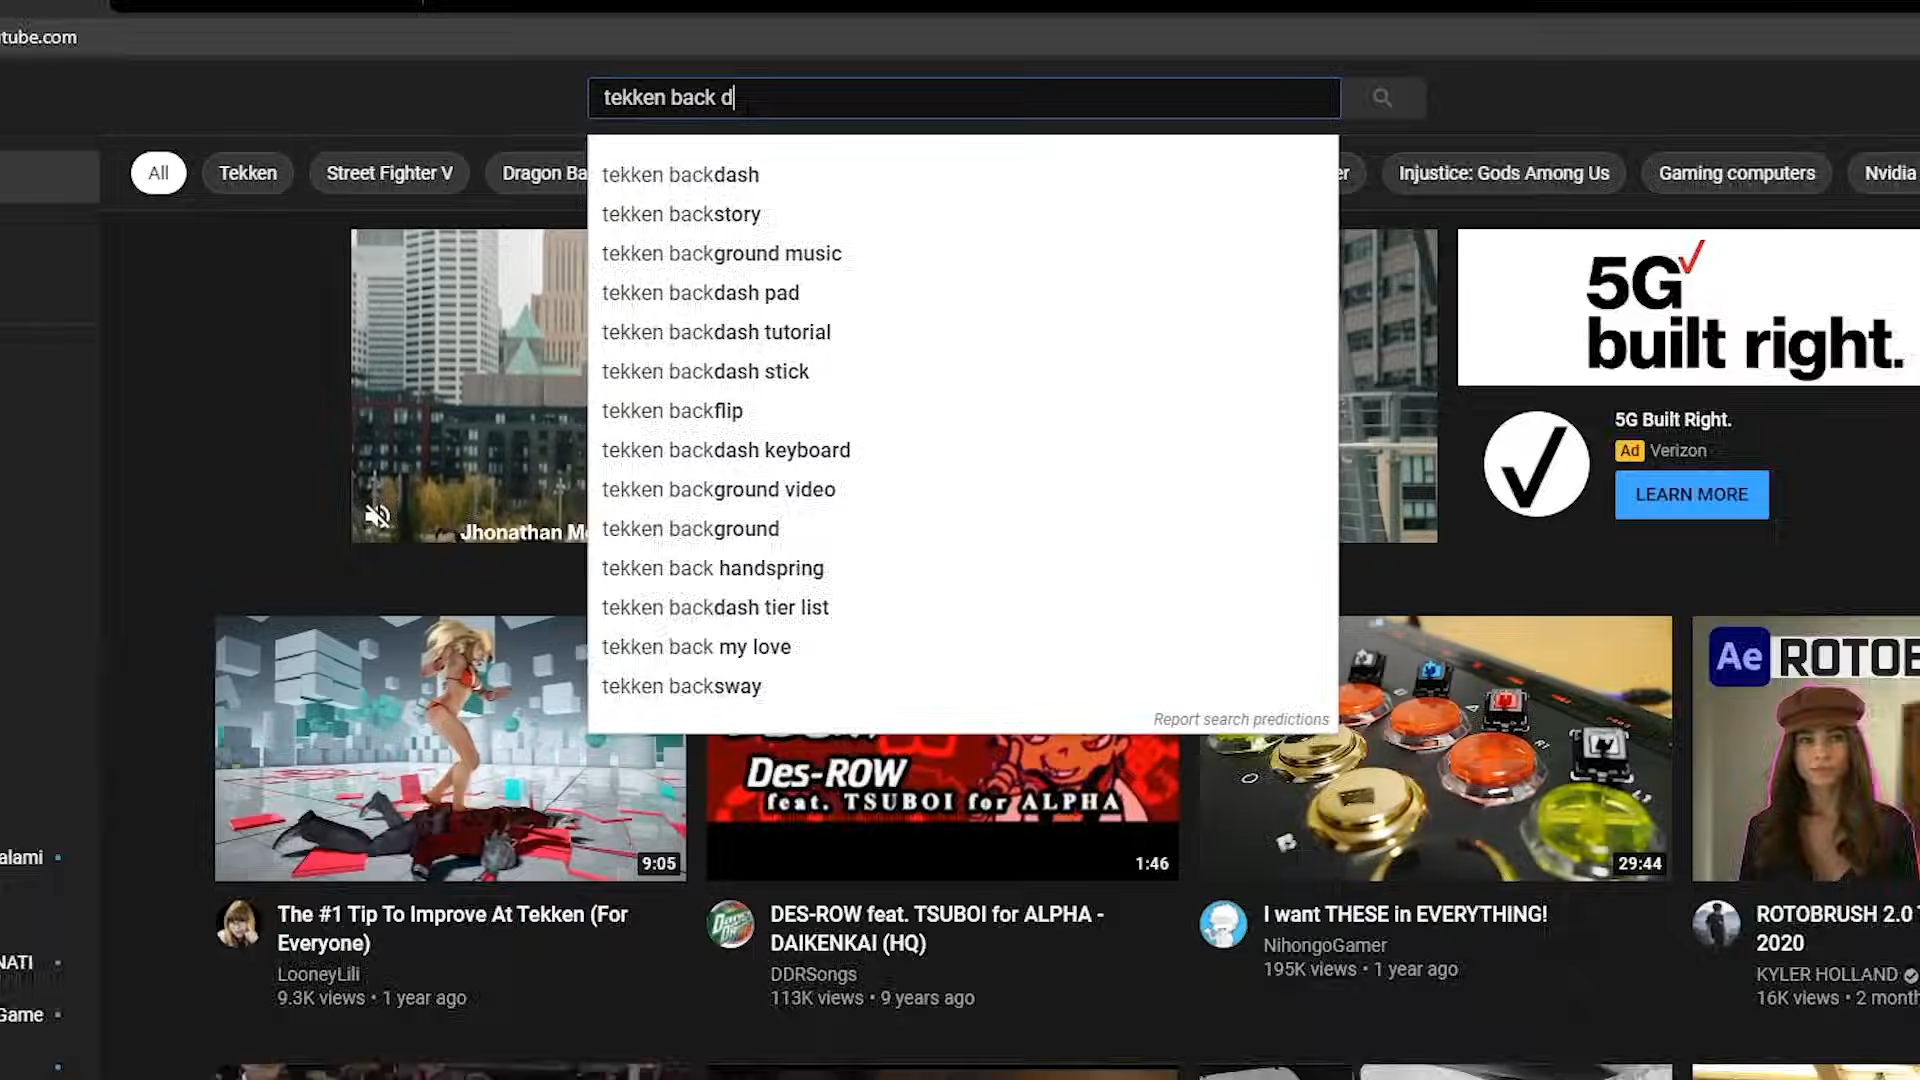 tube.com
tekken back d
All
Tekken
Street Fighter V
Dragon Ba
er
Injustice: Gods Among Us
Gaming computers
Nvidia
tekken backdash
tekken backstory
tekken background music
tekken backdash pad
tekken backdash tutorial
tekken backdash stick
tekken backflip
tekken backdash keyboard
tekken background video
tekken background
tekken back handspring
tekken backdash tier list
tekken back my love
tekken backsway
Report search predictions
Jhonathan M
5G
built right.
5G Built Right.
Ad Verizon
LEARN MORE
9:05
The #1 Tip To Improve At Tekken (For
Everyone)
LooneyLili
9.3K views • 1 year ago
Des-ROW
feat. TSUBOI for ALPHA
1:46
DES-ROW feat. TSUBOI for ALPHA -
DAIKENKAI (HQ)
DDRSongs
113K views • 9 years ago
R1
L1
29:44
I want THESE in EVERYTHING!
NihongoGamer
195K views • 1 year ago
Ae ROTOB
ROTOBRUSH 2.0
2020
KYLER HOLLAND
16K views • 2 month
alami
NATI
Game